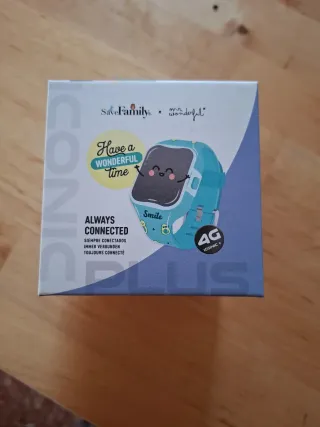 SaveFamily
mr. wonderful*
Have a
WONDERFUL
time
Smile
ALWAYS
CONNECTED
SIEMPRE CONECTADOS
IMMER VERBUNDEN
TOUJOURS CONNECTÉ
4G
ICONIC
PLUS